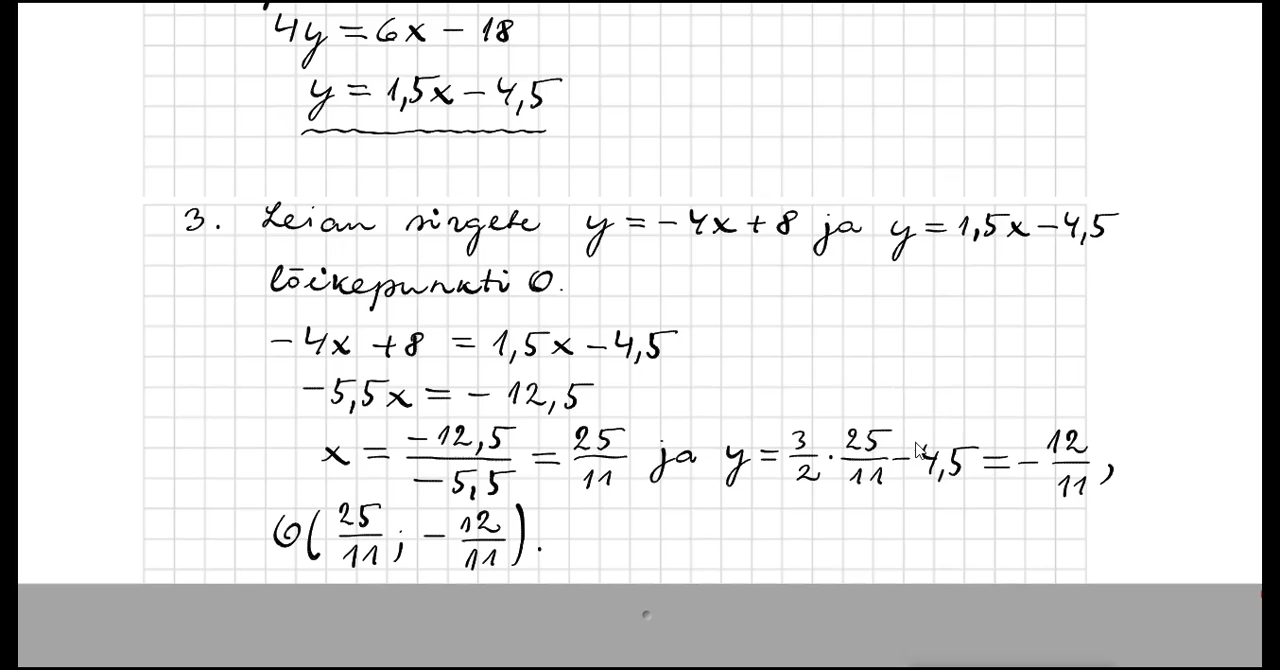 4y = 6x - 18
y = 1,5x - 4,5
3. Leian sirgete y = -4x + 8 ja y = 1,5x - 4,5
lõikepunkti O.
-4x + 8 = 1,5x - 4,5
-5,5x = - 12,5
x = -12,5/-5,5 = 25/11 ja y = 3/2 · 25/11 - 4,5 = - 12/11,
O(25/11; - 12/11).